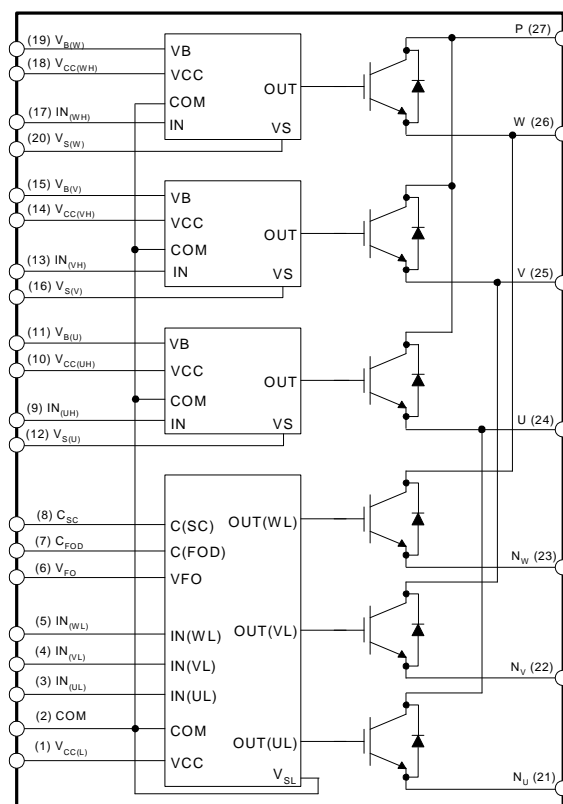 (19) VB(W)
(18) VCC(WH)
(17) IN(WH)
(20) VS(W)
VB
VCC
COM
IN
OUT
VS
P (27)
W (26)
(15) VB(V)
(14) VCC(VH)
(13) IN(VH)
(16) VS(V)
VB
VCC
COM
IN
OUT
VS
V (25)
(11) VB(U)
(10) VCC(UH)
(9) IN(UH)
(12) VS(U)
VB
VCC
COM
IN
OUT
VS
U (24)
(8) CSC
(7) CFOD
(6) VFO
(5) IN(WL)
(4) IN(VL)
(3) IN(UL)
(2) COM
(1) VCC(L)
C(SC)
C(FOD)
VFO
IN(WL)
IN(VL)
IN(UL)
COM
VCC
OUT(WL)
OUT(VL)
OUT(UL)
VSL
NW (23)
NV (22)
NU (21)